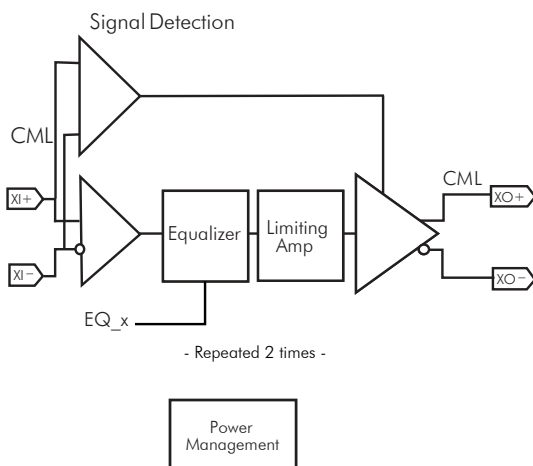 Signal Detection
CML
XI+
XI−
Equalizer
Limiting
Amp
CML
XO+
XO−
EQ_x
- Repeated 2 times -
Power
Management